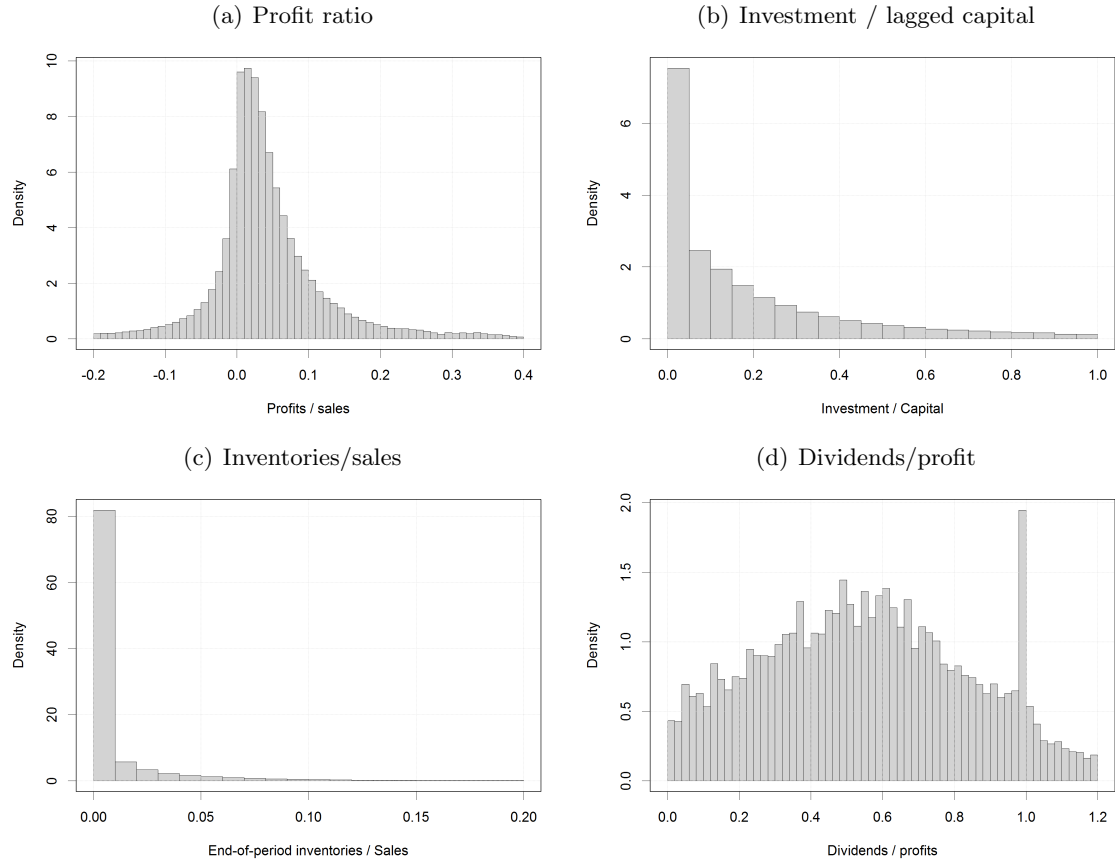 (a) Profit ratio
Density
0 2 4 6 8 10
-0.2 -0.1 0.0 0.1 0.2 0.3 0.4
Profits / sales
(b) Investment / lagged capital
Density
0 2 4 6
0.0 0.2 0.4 0.6 0.8 1.0
Investment / Capital
(c) Inventories/sales
Density
0 20 40 60 80
0.00 0.05 0.10 0.15 0.20
End-of-period inventories / Sales
(d) Dividends/profit
Density
0.0 0.5 1.0 1.5 2.0
0.0 0.2 0.4 0.6 0.8 1.0 1.2
Dividends / profits